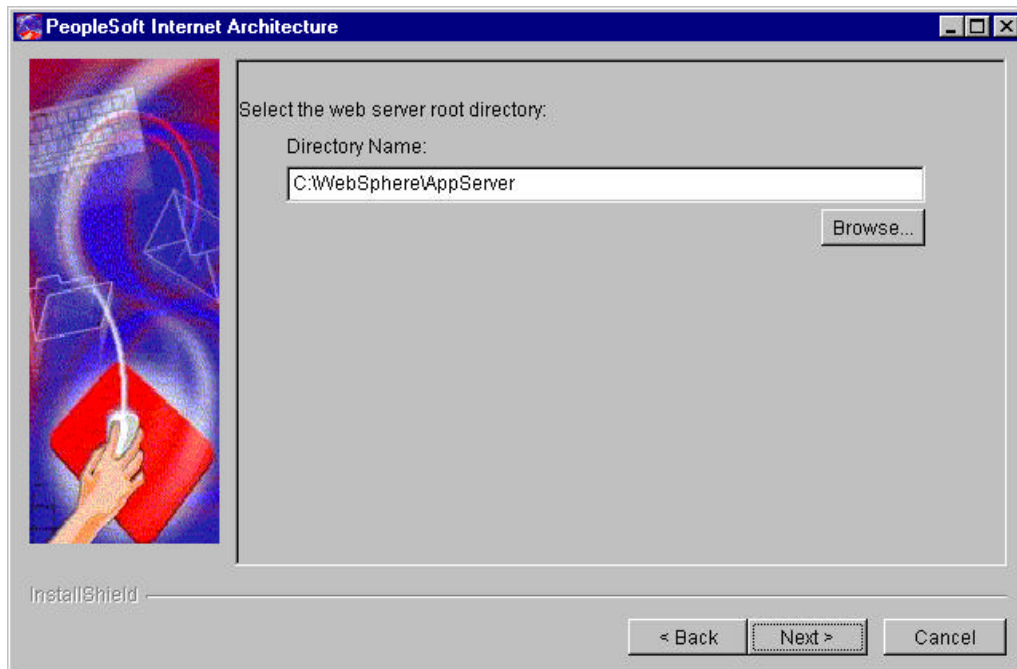 PeopleSoft Internet Architecture
Select the web server root directory:
Directory Name:
C:\WebSphere\AppServer
Browse...
InstallShield
< Back Next > Cancel